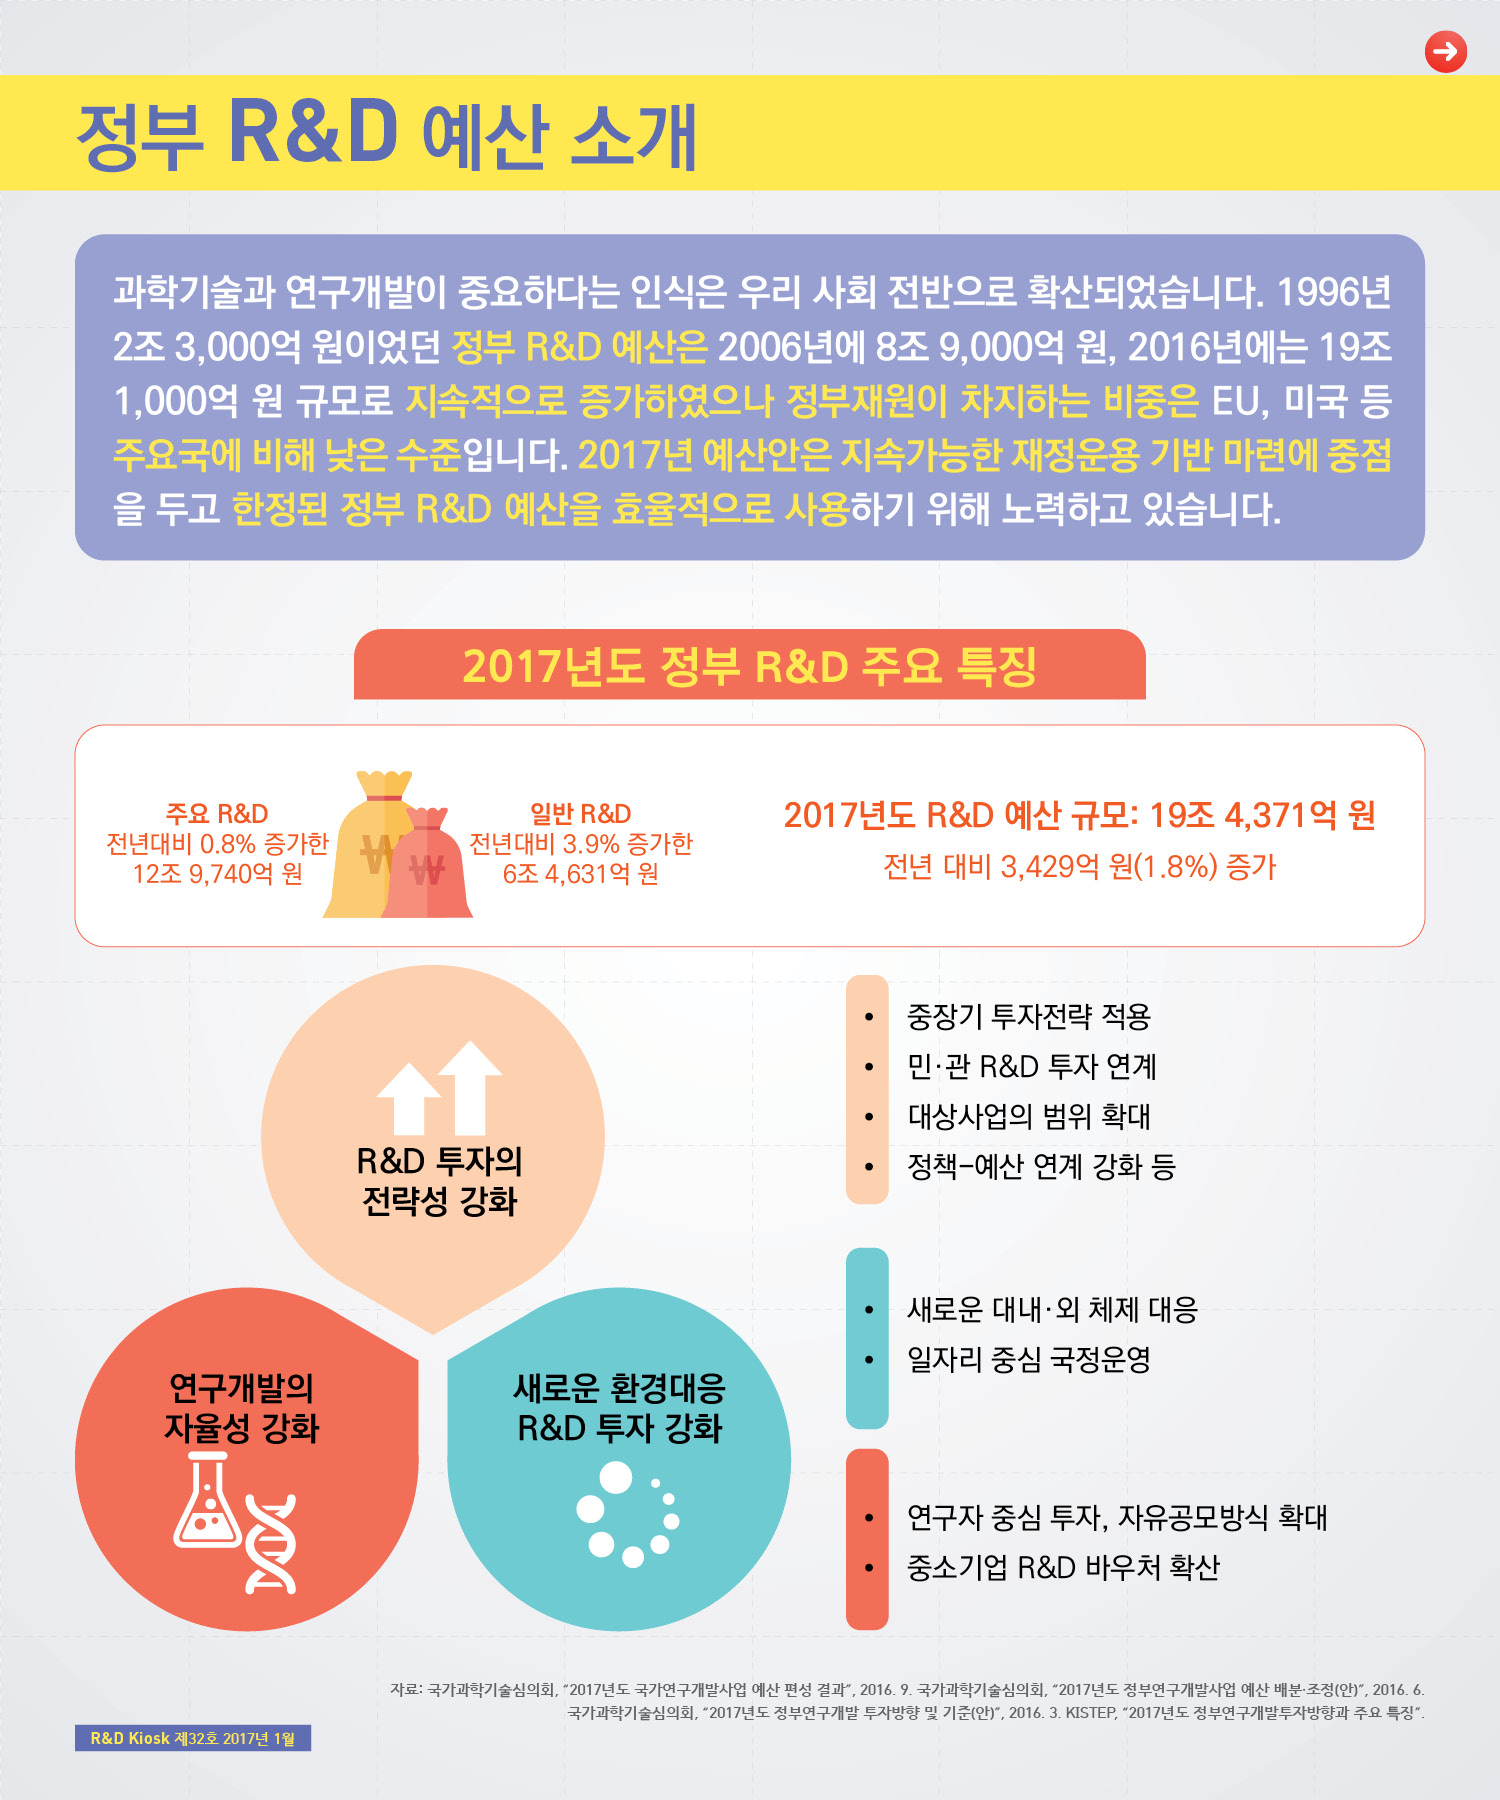 정부 R&D 예산 소개
과학기술과 연구개발이 중요하다는 인식은 우리 사회 전반으로 확산되었습니다. 1996년
2조 3,000억 원이었던 정부 R&D 예산은 2006년에 8조 9,000억 원, 2016년에는 19조
1,000억 원 규모로 지속적으로 증가하였으나 정부재원이 차지하는 비중은 EU, 미국 등
주요국에 비해 낮은 수준입니다. 2017년 예산안은 지속가능한 재정운용 기반 마련에 중점
을 두고 한정된 정부 R&D 예산을 효율적으로 사용하기 위해 노력하고 있습니다.
2017년도 정부 R&D 주요 특징
주요 R&D
전년대비 0.8% 증가한
12조 9,740억 원
₩
₩
일반 R&D
전년대비 3.9% 증가한
6조 4,631억 원
2017년도 R&D 예산 규모: 19조 4,371억 원
전년 대비 3,429억 원(1.8%) 증가
R&D 투자의
전략성 강화
• 중장기 투자전략 적용
• 민·관 R&D 투자 연계
• 대상사업의 범위 확대
• 정책-예산 연계 강화 등
연구개발의
자율성 강화
새로운 환경대응
R&D 투자 강화
• 새로운 대내·외 체제 대응
• 일자리 중심 국정운영
• 연구자 중심 투자, 자유공모방식 확대
• 중소기업 R&D 바우처 확산
자료: 국가과학기술심의회, “2017년도 국가연구개발사업 예산 편성 결과”, 2016. 9. 국가과학기술심의회, “2017년도 정부연구개발사업 예산 배분·조정(안)”, 2016. 6.
국가과학기술심의회, “2017년도 정부연구개발 투자방향 및 기준(안)”, 2016. 3. KISTEP, “2017년도 정부연구개발투자방향과 주요 특징”.
R&D Kiosk 제32호 2017년 1월